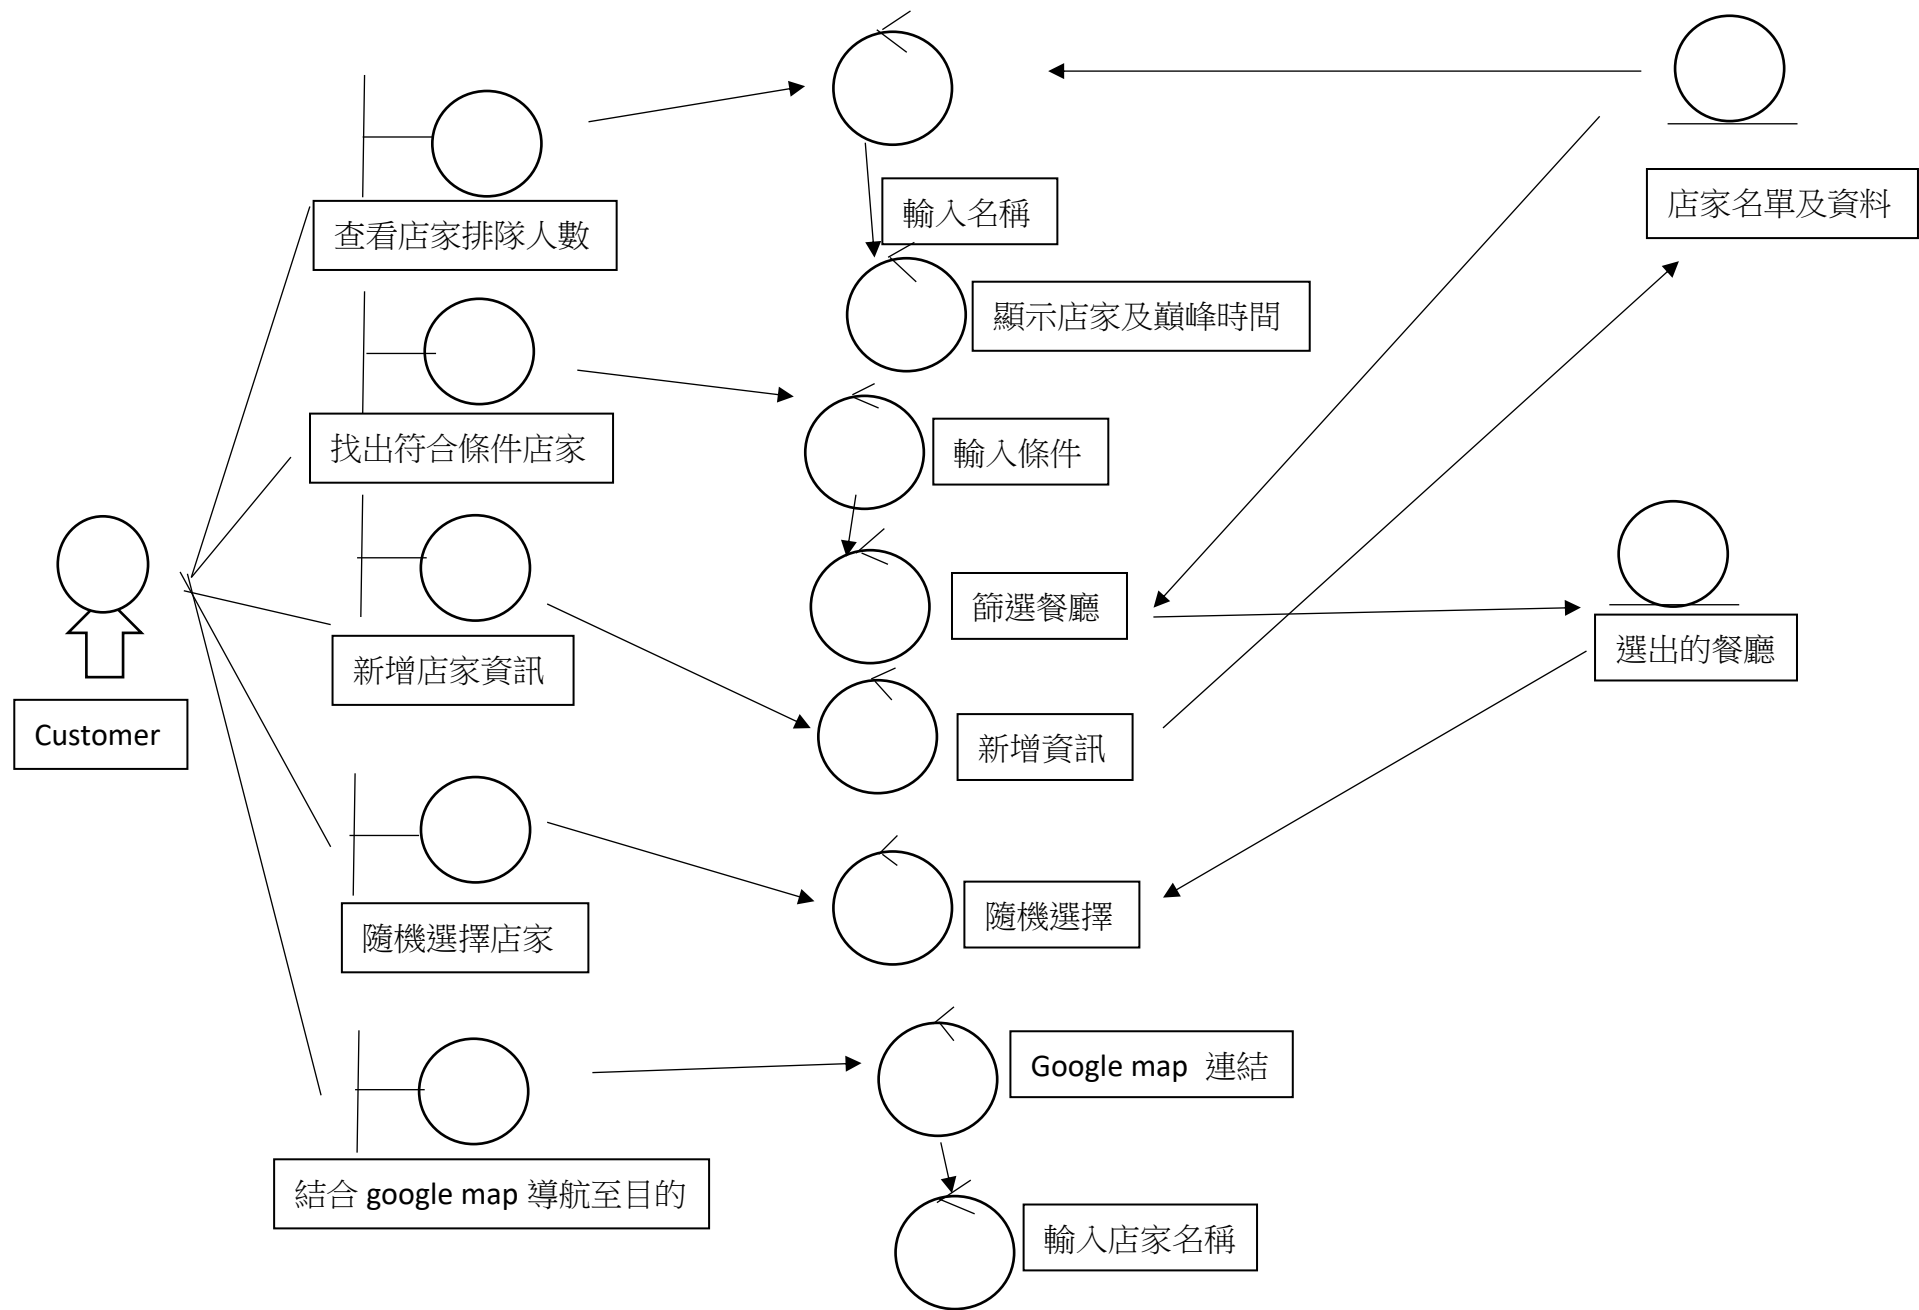 輸入名稱
店家名單及資料
查看店家排隊人數
顯示店家及巔峰時間
找出符合條件店家
輸入條件
篩選餐廳
選出的餐廳
新增店家資訊
Customer
新增資訊
隨機選擇
隨機選擇店家
Google map 連結
結合 google map 導航至目的
輸入店家名稱